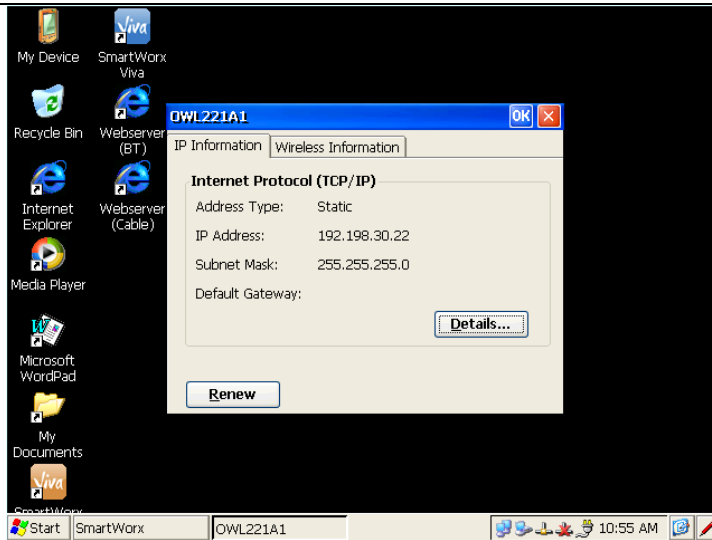 Viva
My Device
SmartWorx
Viva
Recycle Bin
Webserver
(BT)
Internet
Explorer
Webserver
(Cable)
Media Player
W
Microsoft
WordPad
My
Documents
Viva
SmartWorx
OWL221A1
OK
IP Information
Wireless Information
Internet Protocol (TCP/IP)
Address Type: Static
IP Address: 192.198.30.22
Subnet Mask: 255.255.255.0
Default Gateway:
Details...
Renew
Start
SmartWorx
OWL221A1
10:55 AM